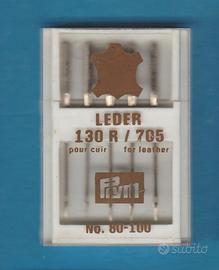 LEDER
130 R / 705
pour cuir for leather
Prym
No. 80-100
subito